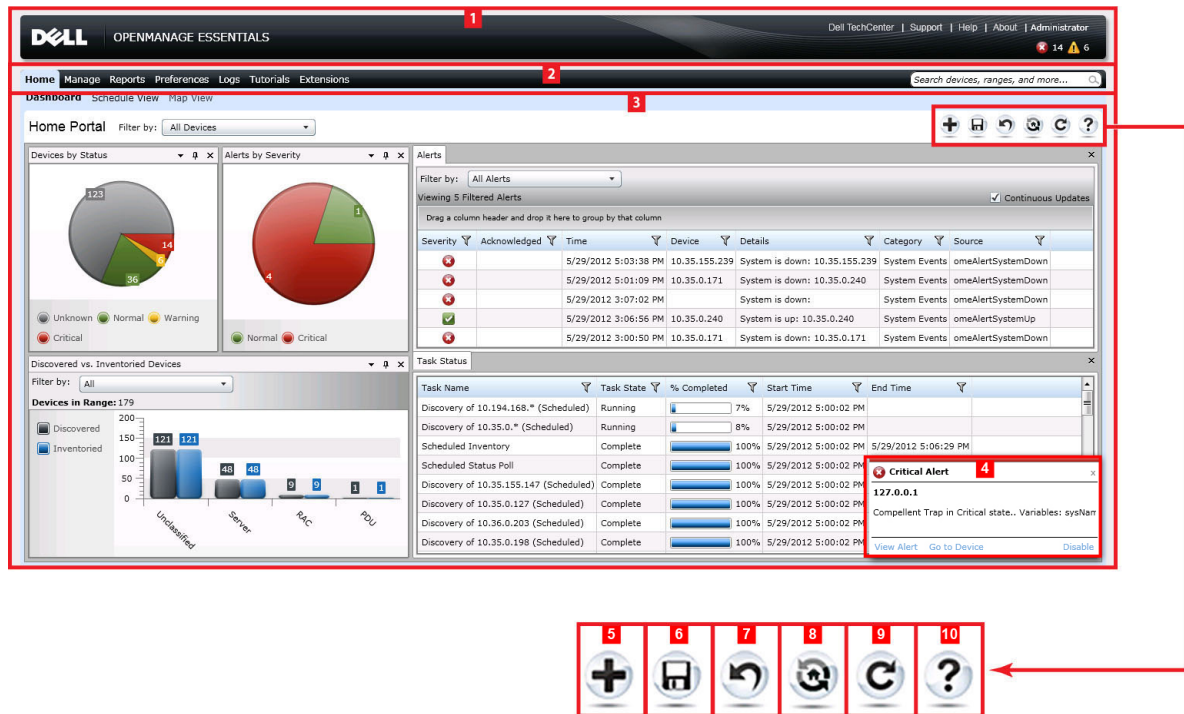 1
DELL OPENMANAGE ESSENTIALS
Dell TechCenter | Support | Help | About | Administrator
14 6
Home Manage Reports Preferences Logs Tutorials Extensions
2
Search devices, ranges, and more...
Dashboard Schedule View Map View
3
Home Portal Filter by: All Devices
Devices by Status
123
14
6
36
Unknown Normal Warning
Critical
Alerts by Severity
1
4
Normal Critical
Alerts
Filter by: All Alerts
Viewing 5 Filtered Alerts
Continuous Updates
Drag a column header and drop it here to group by that column
Severity Acknowledged Time Device Details Category Source
5/29/2012 5:03:38 PM 10.35.155.239 System is down: 10.35.155.239 System Events omeAlertSystemDown
5/29/2012 5:01:09 PM 10.35.0.171 System is down: 10.35.0.240 System Events omeAlertSystemDown
5/29/2012 3:07:02 PM System is down: System Events omeAlertSystemDown
5/29/2012 3:06:56 PM 10.35.0.240 System is up: 10.35.0.240 System Events omeAlertSystemUp
5/29/2012 3:00:50 PM 10.35.0.171 System is down: 10.35.0.171 System Events omeAlertSystemDown
Discovered vs. Inventoried Devices
Filter by: All
Devices in Range: 179
Discovered
Inventoried
200
150
100
50
0
121 121
48 48
9 9
1 1
Unclassified
Server
RAC
PDU
Task Status
Task Name Task State % Completed Start Time End Time
Discovery of 10.194.168.* (Scheduled) Running 7% 5/29/2012 5:00:02 PM
Discovery of 10.35.0.* (Scheduled) Running 8% 5/29/2012 5:00:02 PM
Scheduled Inventory Complete 100% 5/29/2012 5:00:02 PM 5/29/2012 5:06:29 PM
Scheduled Status Poll Complete 100% 5/29/2012 5:00:02 PM
Discovery of 10.35.155.147 (Scheduled) Complete 100% 5/29/2012 5:00:02 PM
Discovery of 10.35.0.127 (Scheduled) Complete 100% 5/29/2012 5:00:02 PM
Discovery of 10.36.0.203 (Scheduled) Complete 100% 5/29/2012 5:00:02 PM
Discovery of 10.35.0.198 (Scheduled) Complete 100% 5/29/2012 5:00:02 PM
Critical Alert
4
127.0.0.1
Compellent Trap in Critical state.. Variables: sysNam
View Alert Go to Device Disable
5 6 7 8 9 10